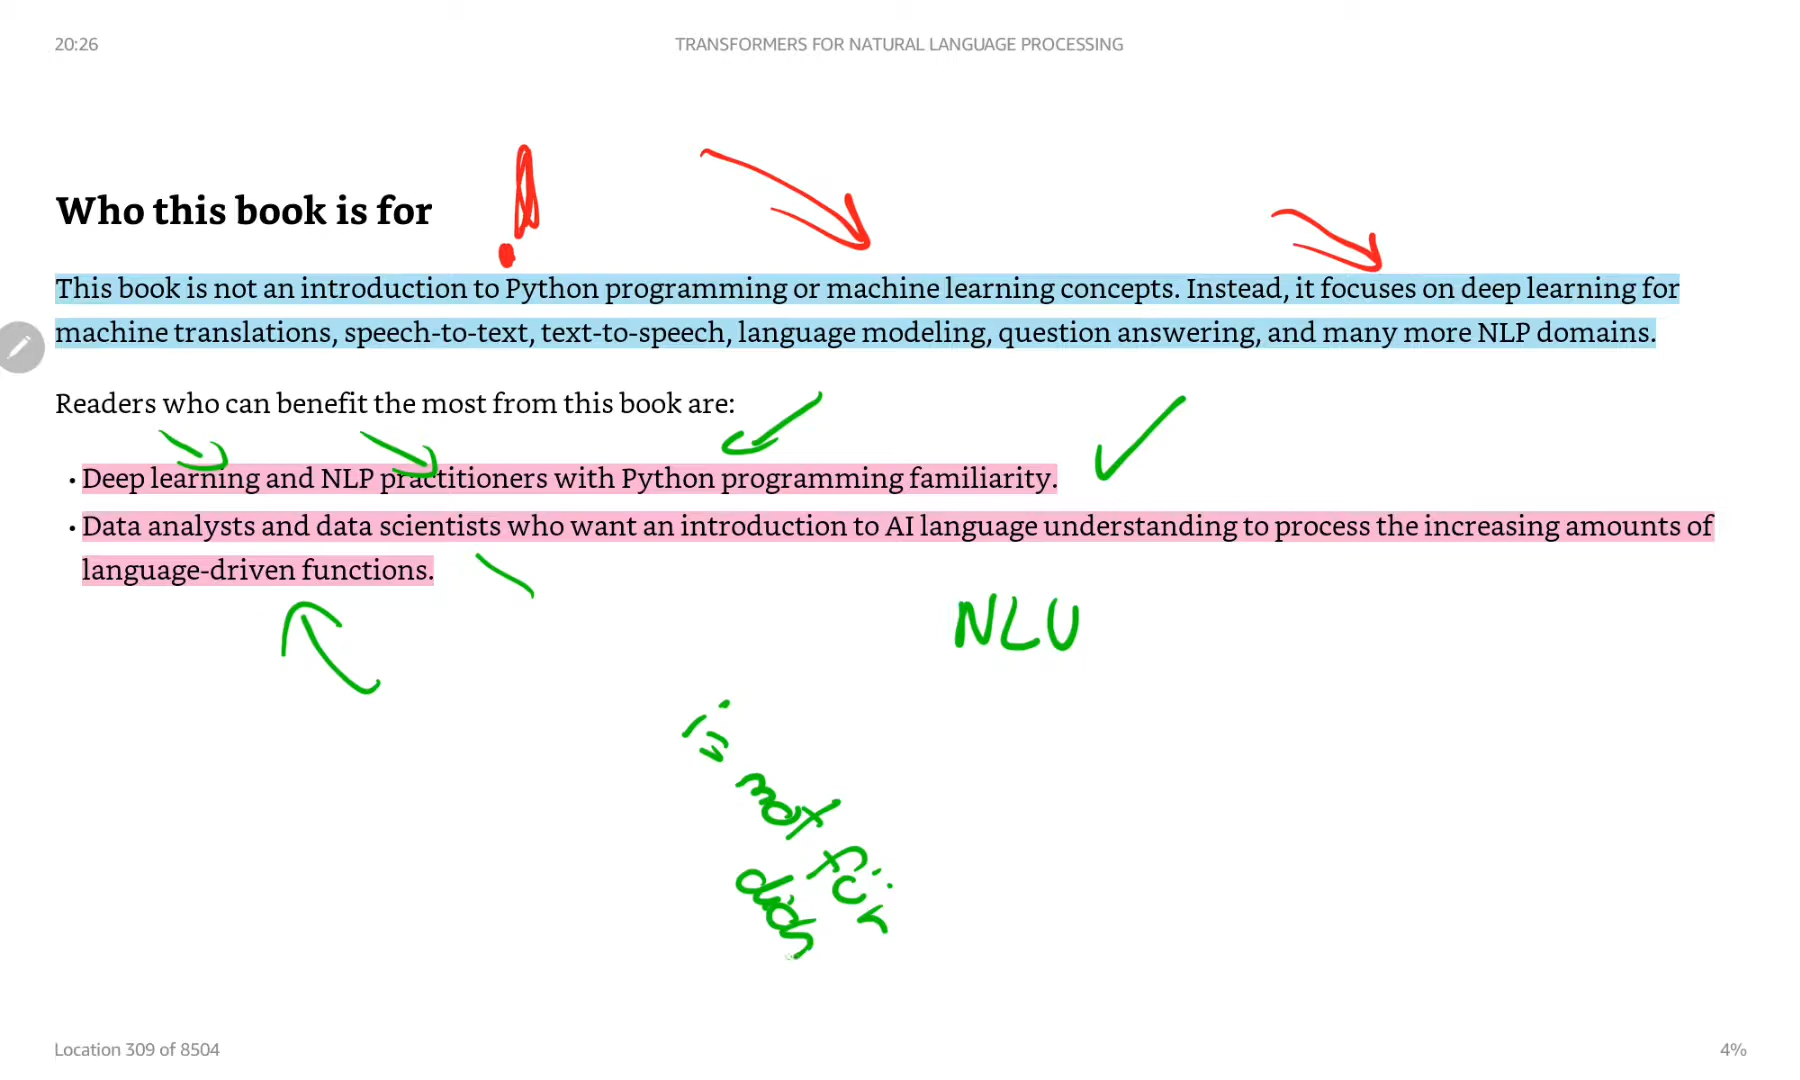 20:26
TRANSFORMERS FOR NATURAL LANGUAGE PROCESSING
Who this book is for
This book is not an introduction to Python programming or machine learning concepts. Instead, it focuses on deep learning for
machine translations, speech-to-text, text-to-speech, language modeling, question answering, and many more NLP domains.
Readers who can benefit the most from this book are:
• Deep learning and NLP practitioners with Python programming familiarity.
• Data analysts and data scientists who want an introduction to AI language understanding to process the increasing amounts of
language-driven functions.
NLU
is
not
für
Location 309 of 8504
4%